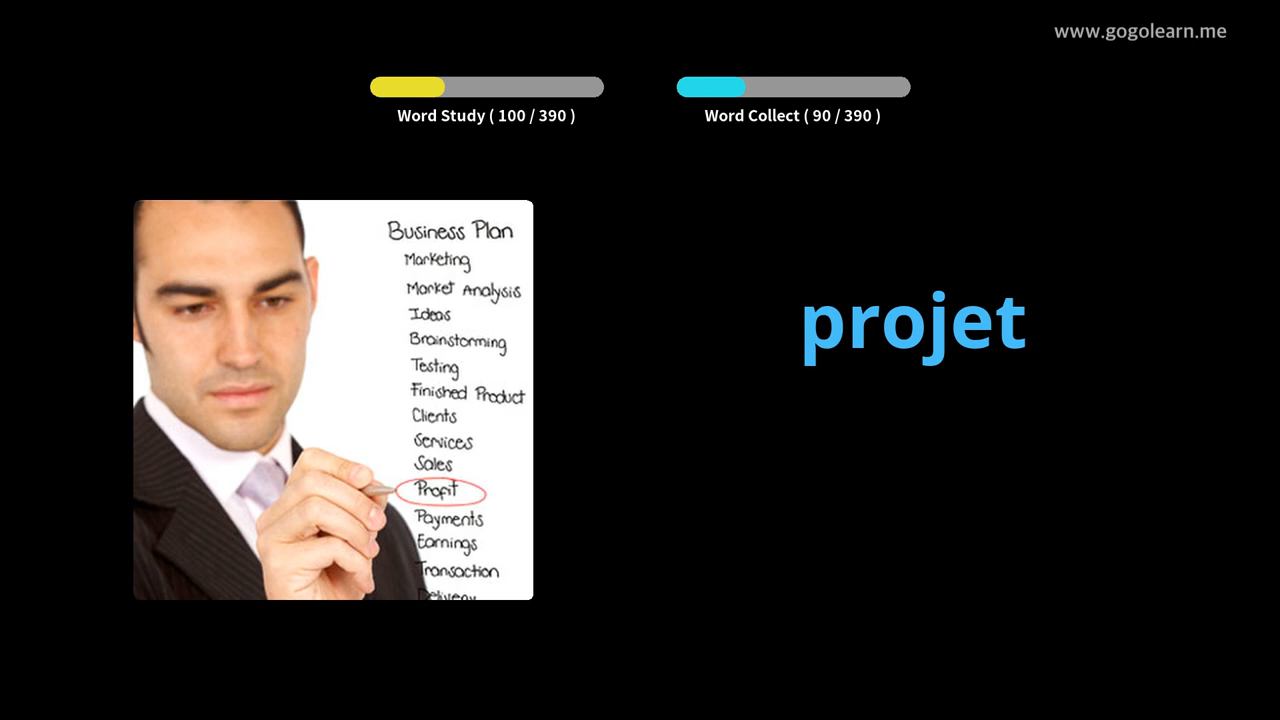 www.gogolearn.me
Word Study ( 100 / 390 )
Word Collect ( 90 / 390 )
Business Plan
Marketing
Market Analysis
Ideas
Brainstorming
Testing
Finished Product
Clients
Services
Sales
Profit
Payments
Earnings
Transaction
Delivery
projet